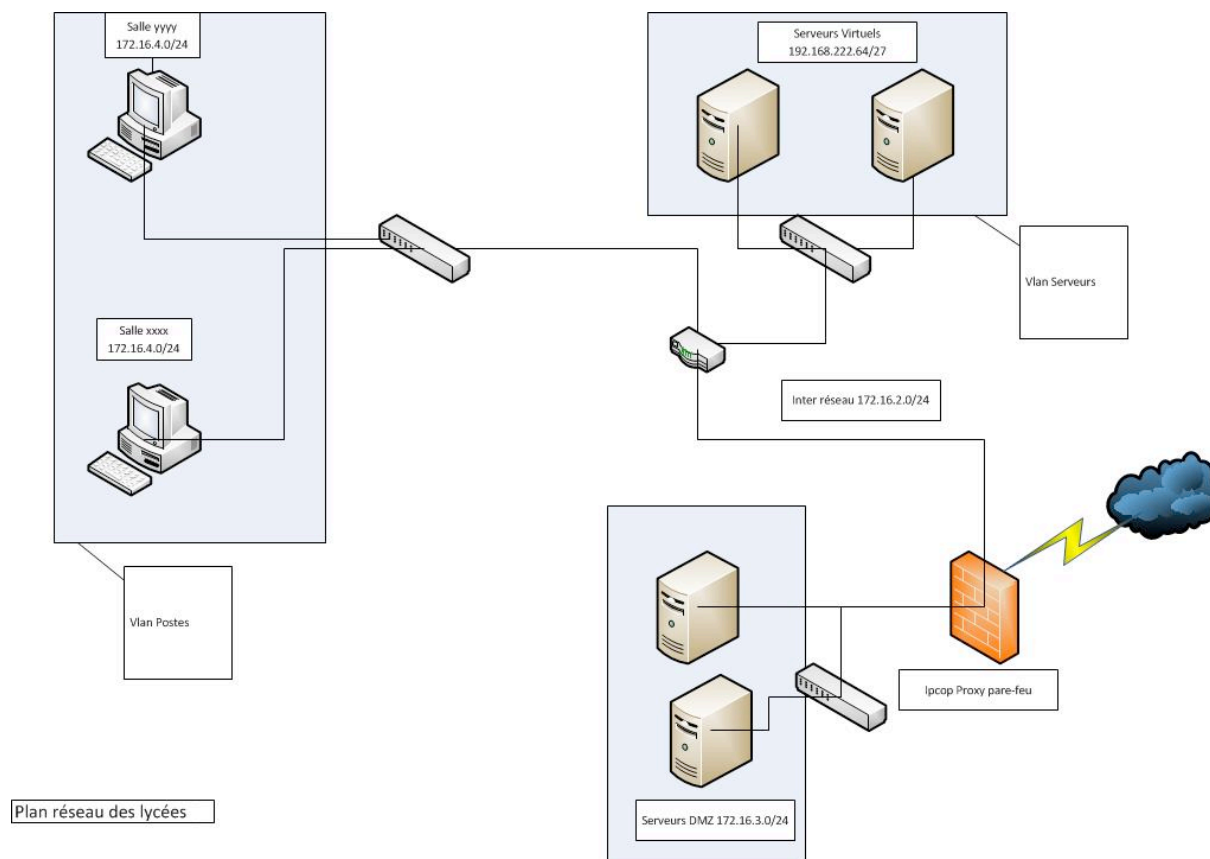 Salle yyyy
172.16.4.0/24
Serveurs Virtuels
192.168.222.64/27
Vlan Serveurs
Salle xxxx
172.16.4.0/24
Inter réseau 172.16.2.0/24
Vlan Postes
Ipcop Proxy pare-feu
Plan réseau des lycées
Serveurs DMZ 172.16.3.0/24